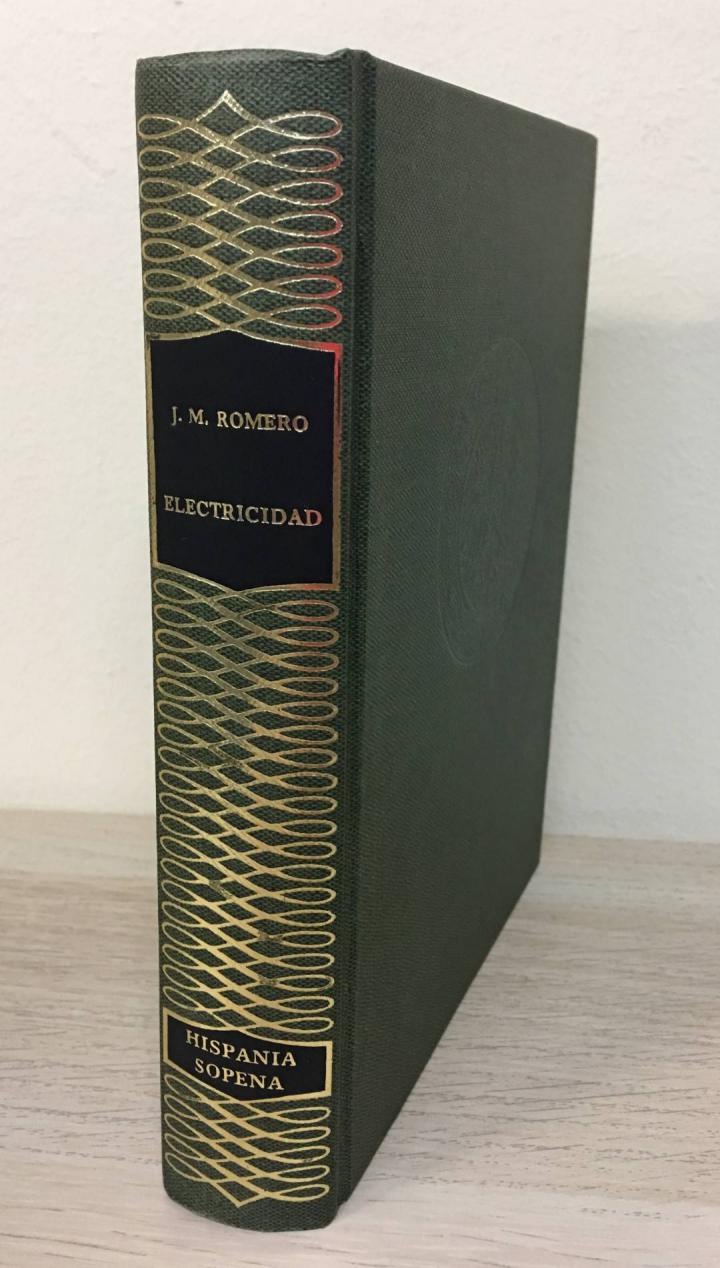 J. M. ROMERO
ELECTRICIDAD
HISPANIA
SOPENA